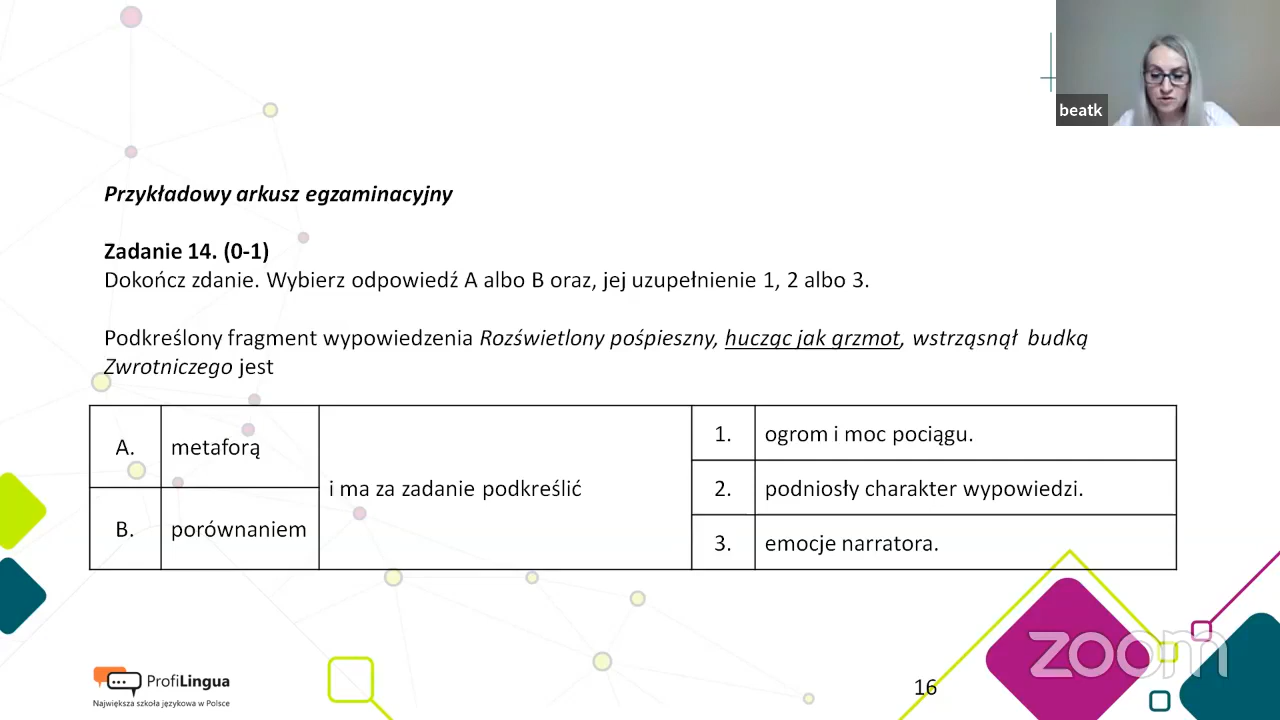 beatk
Przykładowy arkusz egzaminacyjny
Zadanie 14. (0-1)
Dokończ zdanie. Wybierz odpowiedź A albo B oraz, jej uzupełnienie 1, 2 albo 3.
Podkreślony fragment wypowiedzenia Rozświetlony pośpieszny, hucząc jak grzmot, wstrząsnął budką
Zwrotniczego jest
A. metaforą
B. porównaniem
i ma za zadanie podkreślić
1. ogrom i moc pociągu.
2. podniosły charakter wypowiedzi.
3. emocje narratora.
ProfiLingua
Największa szkoła językowa w Polsce
16
zoom